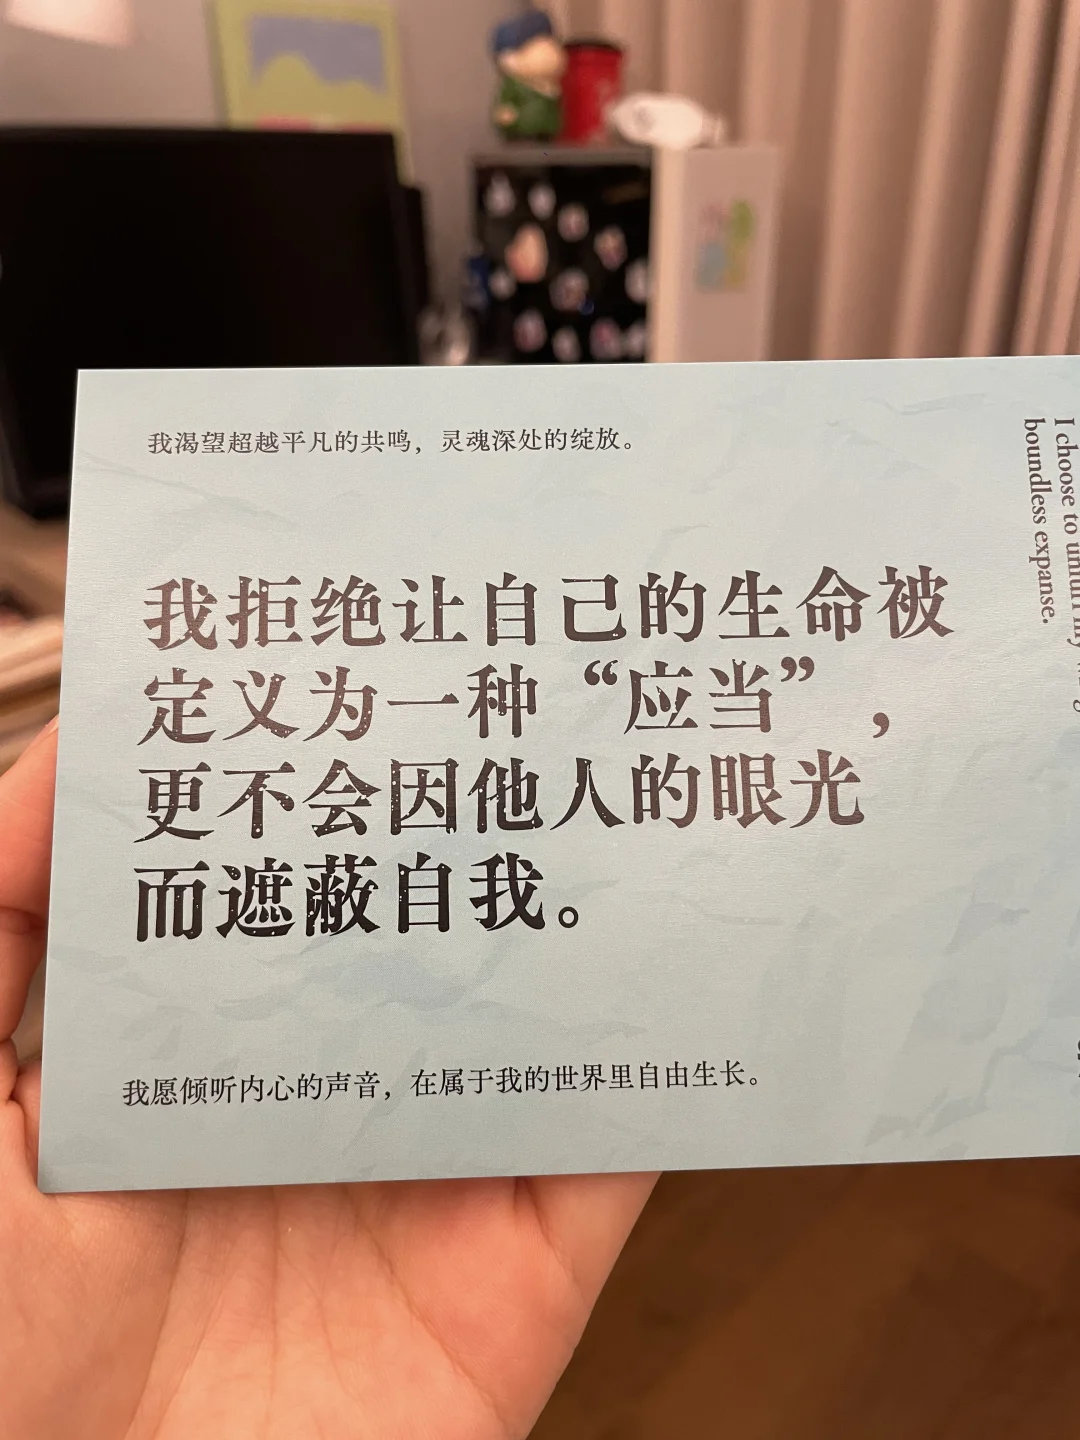 我渴望超越平凡的共鸣，灵魂深处的绽放。
我拒绝让自己的生命被
定义为一种“应当”，
更不会因他人的眼光
而遮蔽自我。
我愿倾听内心的声音，在属于我的世界里自由生长。
I choose to unfurl my
boundless expanse.